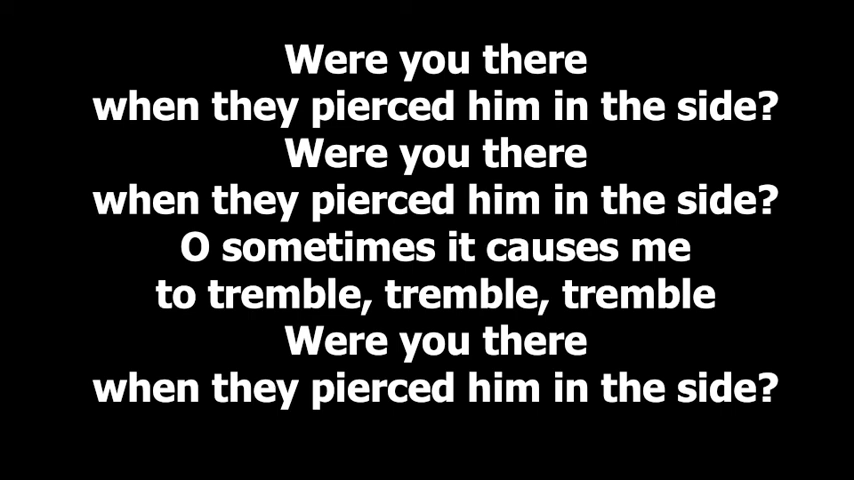 Were you there
when they pierced him in the side?
Were you there
when they pierced him in the side?
O sometimes it causes me
to tremble, tremble, tremble
Were you there
when they pierced him in the side?